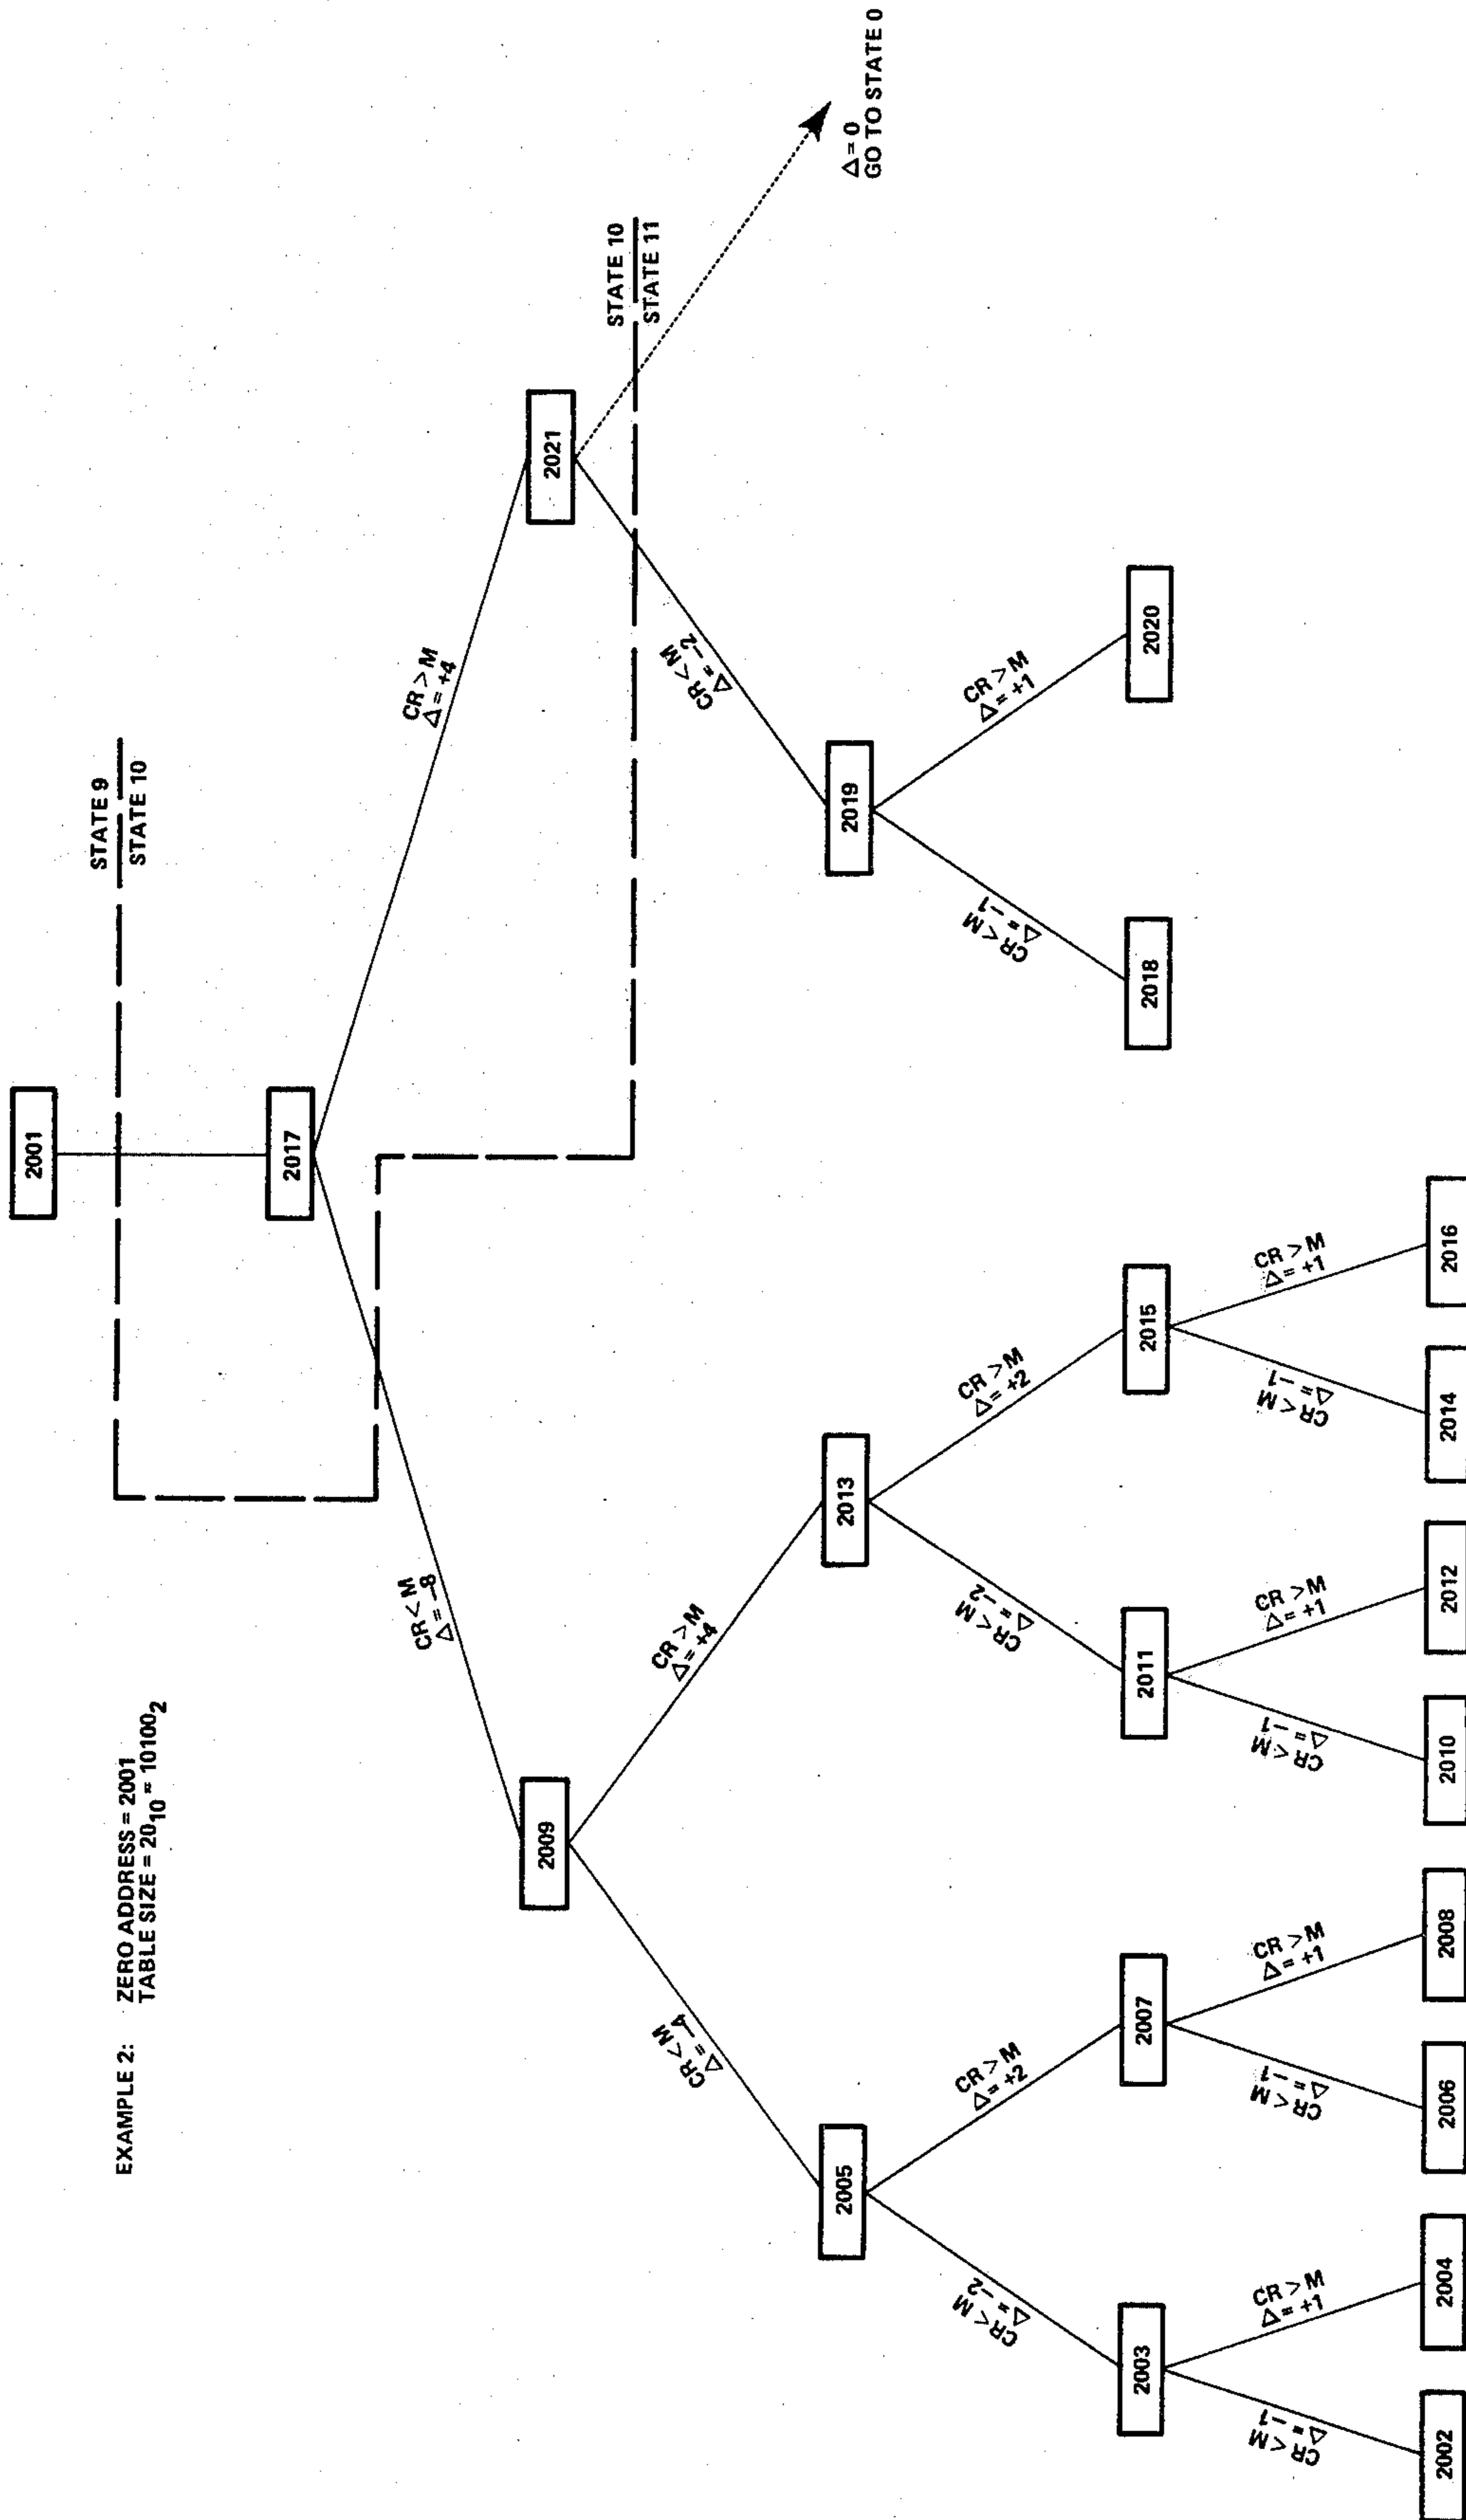 EXAMPLE 2: ZERO ADDRESS = 2001
TABLE SIZE = 20₁₀ = 10100₂
2001
STATE 9
STATE 10
2017
CR < M
Δ = -8
CR > M
Δ = +4
2009
2021
STATE 10
STATE 11
CR < M
Δ = -4
CR > M
Δ = +4
CR < M
Δ = -2
Δ = 0
GO TO STATE 0
2005
2013
2019
CR < M
Δ = -2
CR > M
Δ = +2
CR < M
Δ = -2
CR > M
Δ = +2
CR < M
Δ = -1
CR > M
Δ = +1
2003
2007
2011
2015
2018
2020
CR < M
Δ = -1
CR > M
Δ = +1
CR < M
Δ = -1
CR > M
Δ = +1
CR < M
Δ = -1
CR > M
Δ = +1
CR < M
Δ = -1
CR > M
Δ = +1
2002
2004
2006
2008
2010
2012
2014
2016